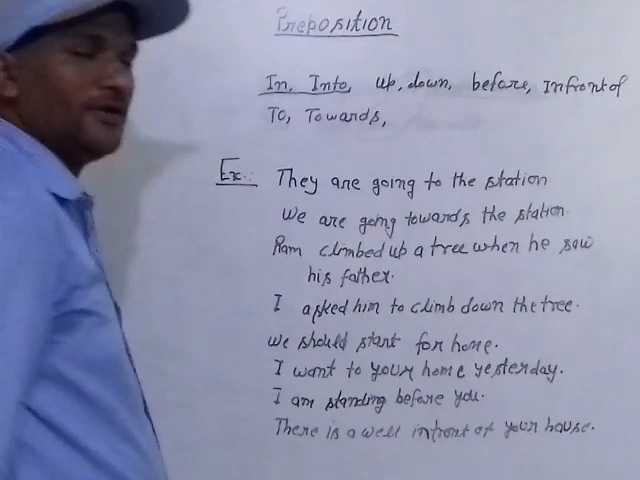 Preposition
In, Into, up, down, before, Infront of
To, Towards,
Ex:. They are going to the station
We are going towards the station.
Ram climbed up a tree when he saw
his father.
I asked him to climb down the tree.
We should start for home.
I want to your home yesterday.
I am standing before you.
There is a well infront of your house.